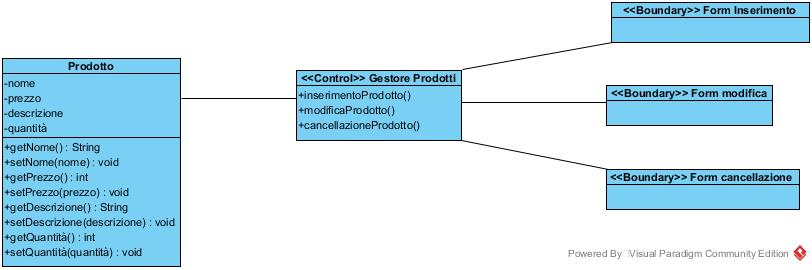 Prodotto
-nome
-prezzo
-descrizione
-quantità
+getNome() : String
+setNome(nome) : void
+getPrezzo() : int
+setPrezzo(prezzo) : void
+getDescrizione() : String
+setDescrizione(descrizione) : void
+getQuantità() : int
+setQuantità(quantità) : void
<<Control>> Gestore Prodotti
+inserimentoProdotto()
+modificaProdotto()
+cancellazioneProdotto()
<<Boundary>> Form Inserimento
<<Boundary>> Form modifica
<<Boundary>> Form cancellazione
Powered By Visual Paradigm Community Edition